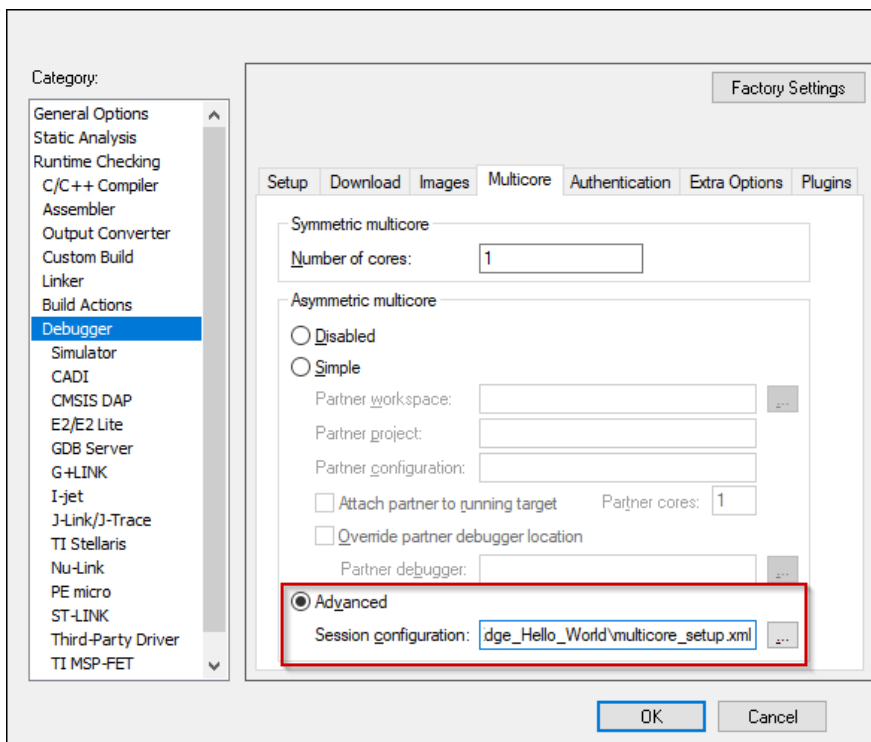 Category:
General Options
Static Analysis
Runtime Checking
C/C++ Compiler
Assembler
Output Converter
Custom Build
Linker
Build Actions
Debugger
Simulator
CADI
CMSIS DAP
E2/E2 Lite
GDB Server
G+LINK
I-jet
J-Link/J-Trace
TI Stellaris
Nu-Link
PE micro
ST-LINK
Third-Party Driver
TI MSP-FET
Factory Settings
Setup Download Images Multicore Authentication Extra Options Plugins
Symmetric multicore
Number of cores: 1
Asymmetric multicore
Disabled
Simple
Partner workspace: ...
Partner project:
Partner configuration:
Attach partner to running target Partner cores: 1
Override partner debugger location
Partner debugger: ...
Advanced
Session configuration: dge_Hello_World\multicore_setup.xml ...
OK Cancel